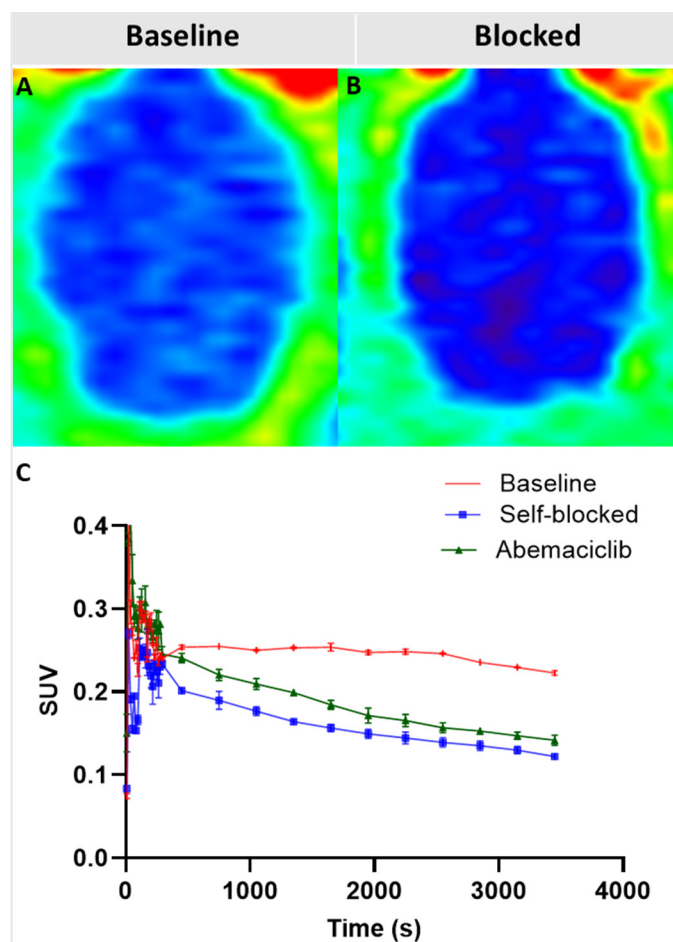 Baseline Blocked
A B
C
Baseline
Self-blocked
Abemaciclib
0.4
0.3
0.2
0.1
0.0
SUV
0 1000 2000 3000 4000
Time (s)